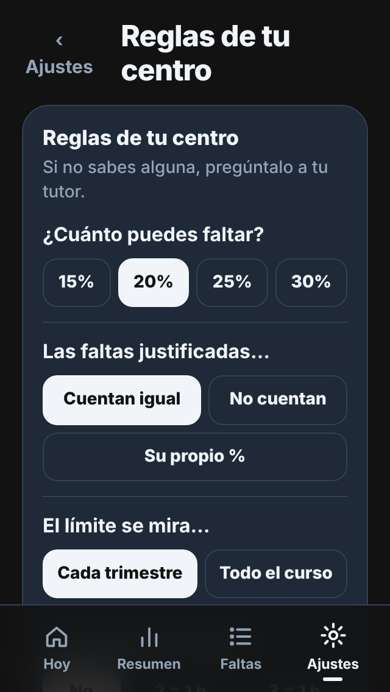 ‹
Ajustes
Reglas de tu
centro
Reglas de tu centro
Si no sabes alguna, pregúntalo a tu
tutor.
¿Cuánto puedes faltar?
15% 20% 25% 30%
Las faltas justificadas...
Cuentan igual No cuentan
Su propio %
El límite se mira...
Cada trimestre Todo el curso
Hoy Resumen Faltas Ajustes